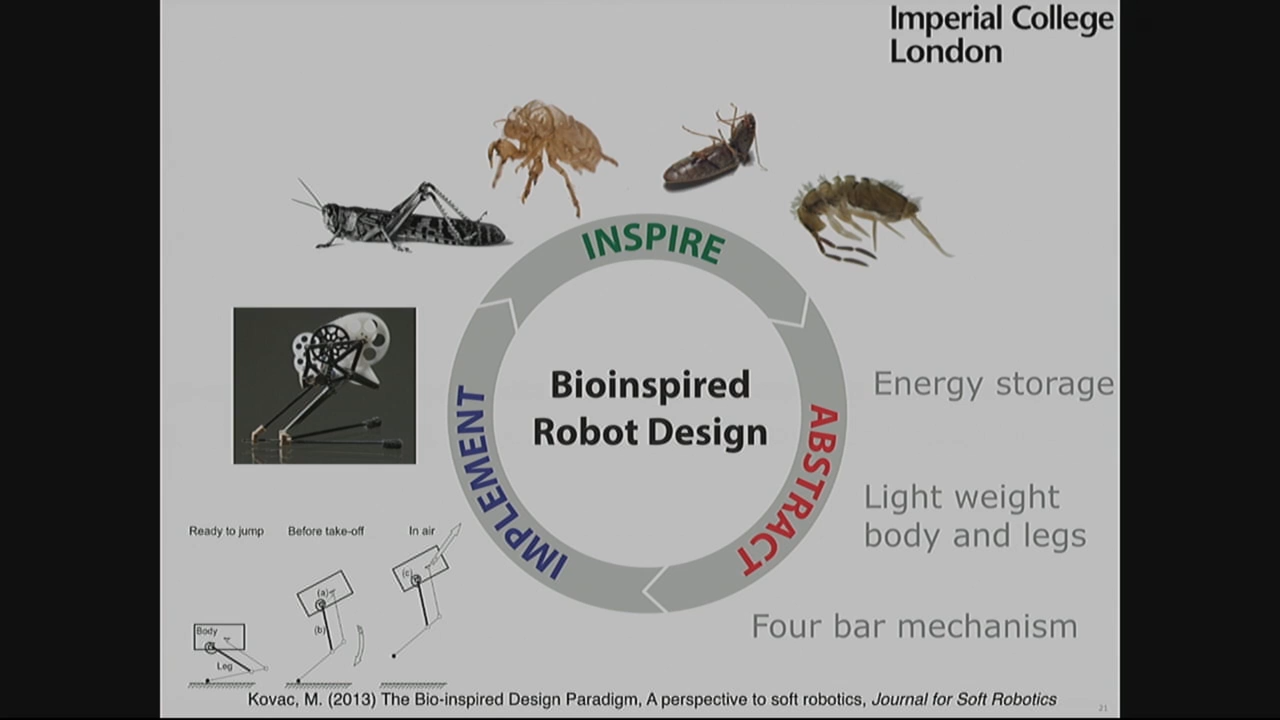 Imperial College
London
INSPIRE
Bioinspired
Robot Design
ABSTRACT
IMPLEMENT
Energy storage
Light weight
body and legs
Four bar mechanism
Ready to jump
Before take-off
In air
Body
Leg
(a)
(b)
(c)
Kovac, M. (2013) The Bio-inspired Design Paradigm, A perspective to soft robotics, Journal for Soft Robotics
21